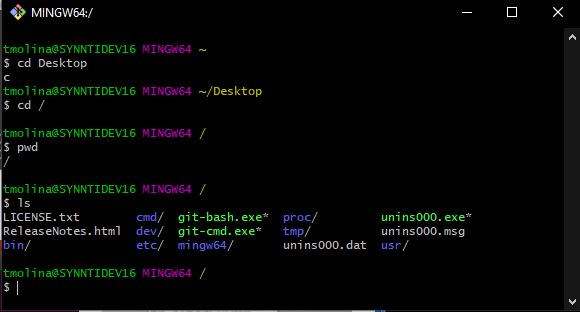 MINGW64:/
tmolina@SYNNTIDEV16 MINGW64 ~
$ cd Desktop
c
tmolina@SYNNTIDEV16 MINGW64 ~/Desktop
$ cd /
tmolina@SYNNTIDEV16 MINGW64 /
$ pwd
/
tmolina@SYNNTIDEV16 MINGW64 /
$ ls
LICENSE.txt cmd/ git-bash.exe* proc/ unins000.exe*
ReleaseNotes.html dev/ git-cmd.exe* tmp/ unins000.msg
bin/ etc/ mingw64/ unins000.dat usr/
tmolina@SYNNTIDEV16 MINGW64 /
$